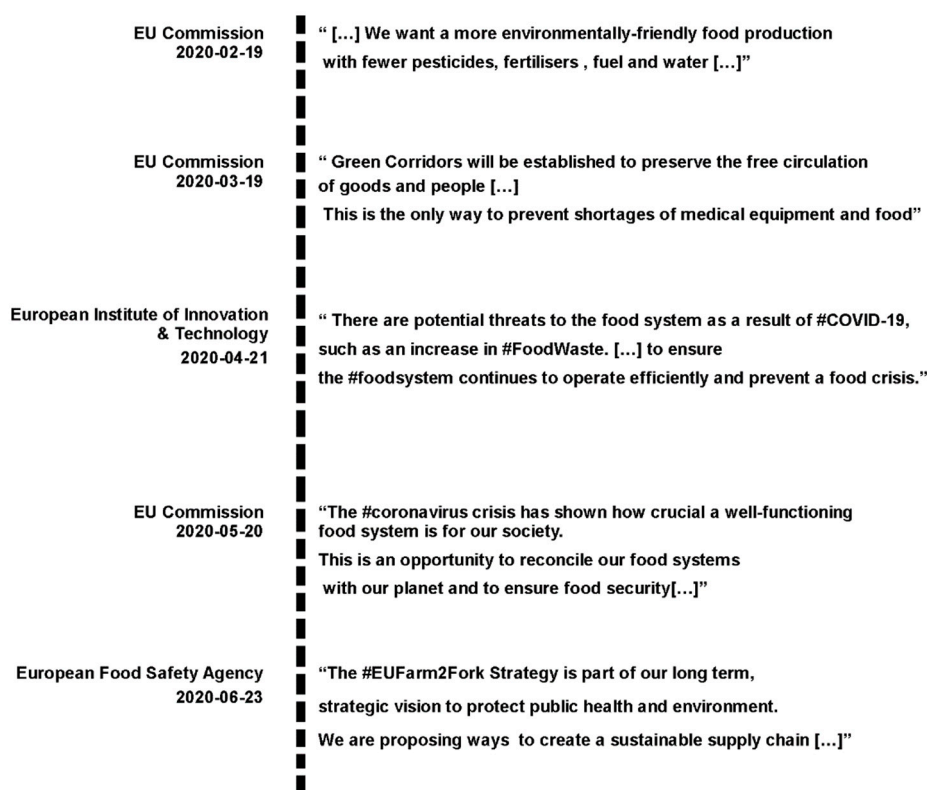 EU Commission
2020-02-19
“ [...] We want a more environmentally-friendly food production
with fewer pesticides, fertilisers , fuel and water [...]”
EU Commission
2020-03-19
“ Green Corridors will be established to preserve the free circulation
of goods and people [...]
This is the only way to prevent shortages of medical equipment and food”
European Institute of Innovation
& Technology
2020-04-21
“ There are potential threats to the food system as a result of #COVID-19,
such as an increase in #FoodWaste. [...] to ensure
the #foodsystem continues to operate efficiently and prevent a food crisis.”
EU Commission
2020-05-20
“The #coronavirus crisis has shown how crucial a well-functioning
food system is for our society.
This is an opportunity to reconcile our food systems
with our planet and to ensure food security[...]”
European Food Safety Agency
2020-06-23
“The #EUFarm2Fork Strategy is part of our long term,
strategic vision to protect public health and environment.
We are proposing ways  to create a sustainable supply chain [...]”